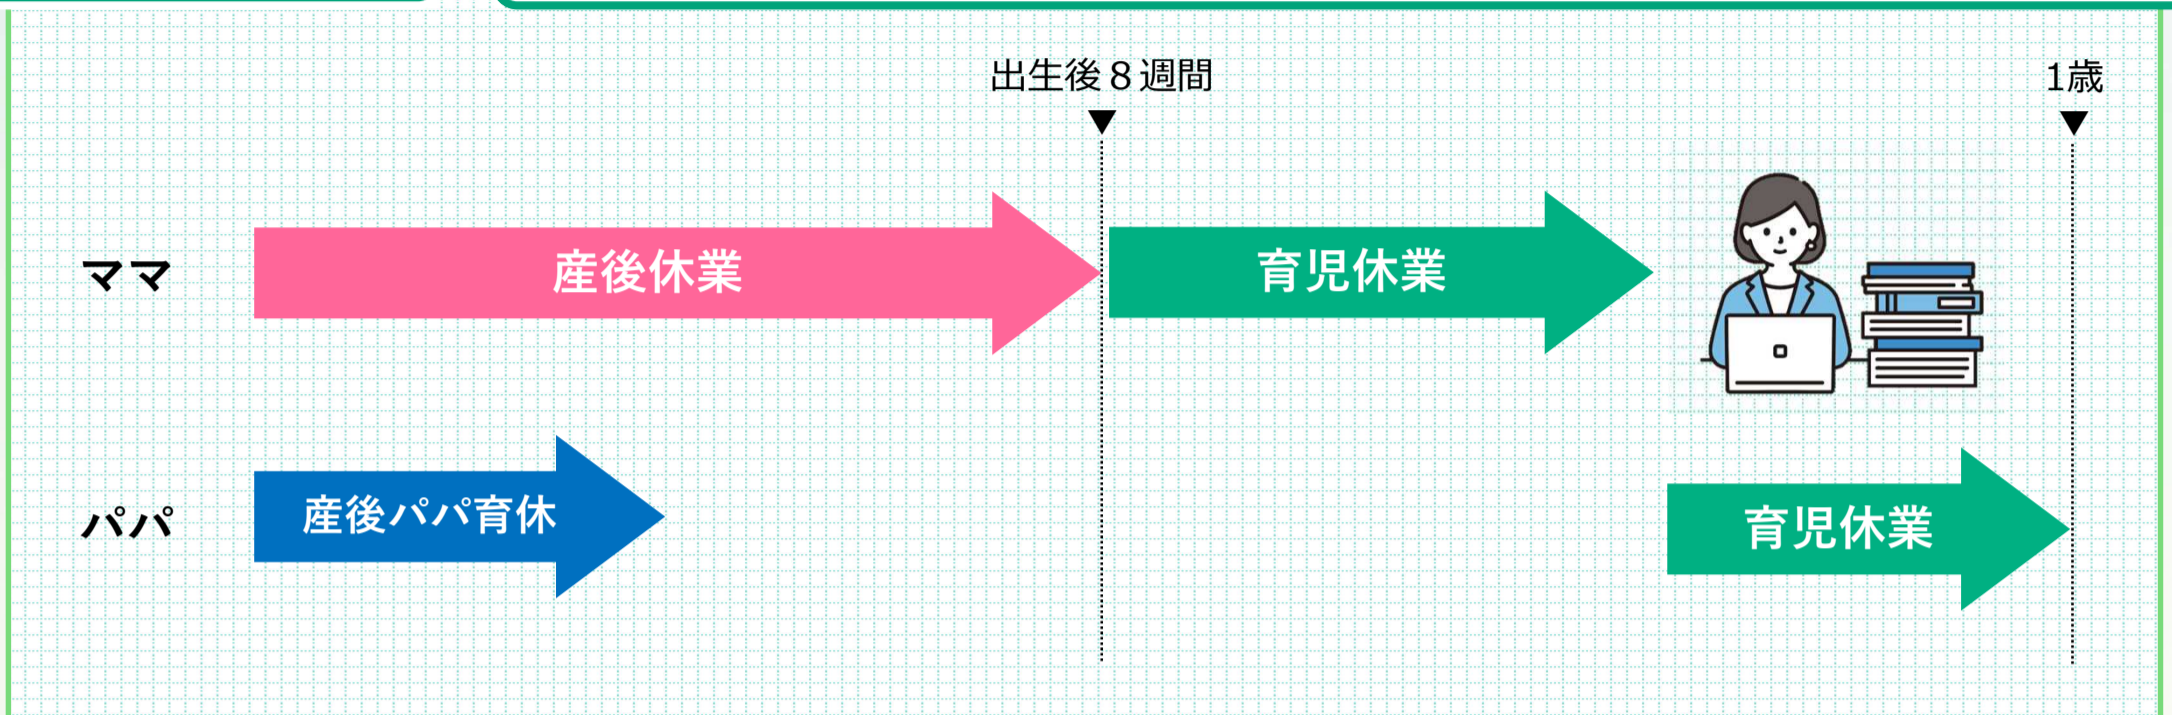 出生後８週間
1歳
ママ
産後休業
育児休業
パパ
産後パパ育休
育児休業